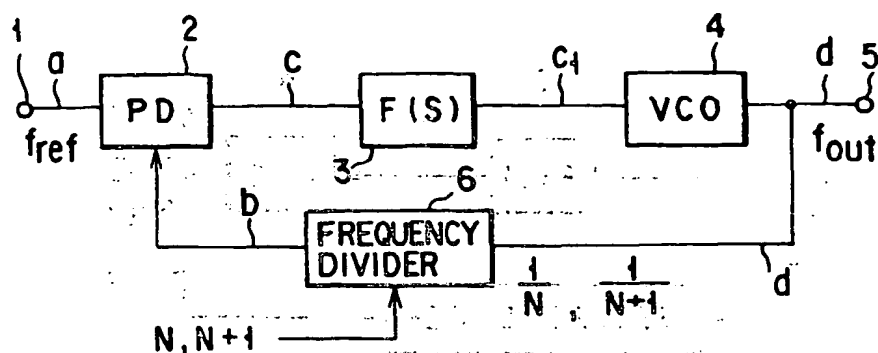 1
a
2
PD
c
F(S)
3
c1
4
VCO
d
5
fref
fout
b
6
FREQUENCY
DIVIDER
1/N , 1/N+1
d
N, N+1